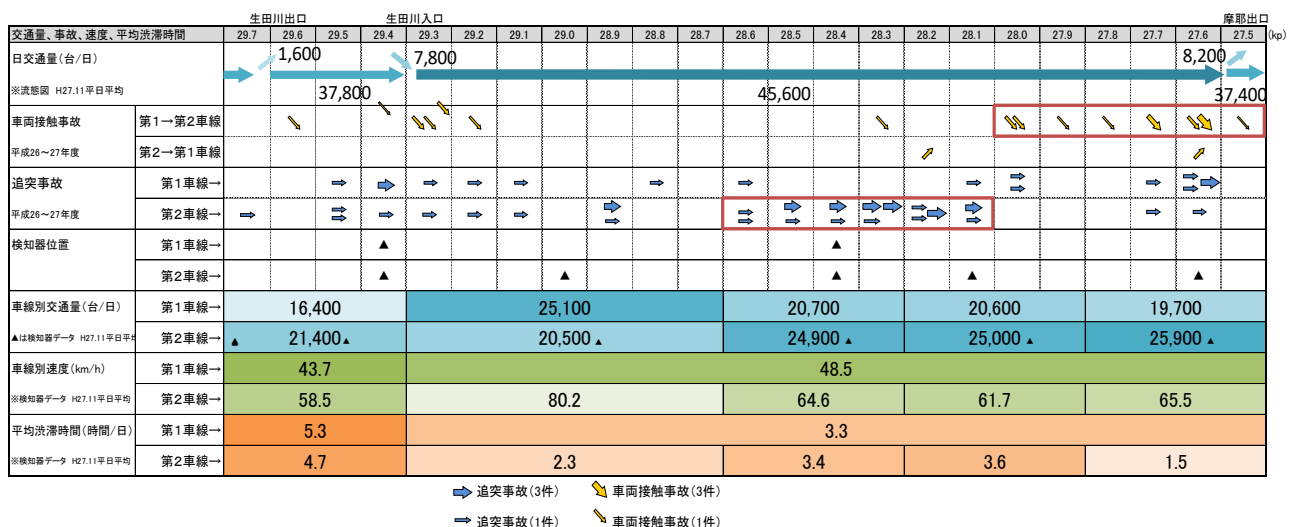 生田川出口 生田川入口 摩耶出口
交通量、事故、速度、平均渋滞時間 29.7 29.6 29.5 29.4 29.3 29.2 29.1 29.0 28.9 28.8 28.7 28.6 28.5 28.4 28.3 28.2 28.1 28.0 27.9 27.8 27.7 27.6 27.5 (kp)
日交通量(台/日) 1,600 7,800 8,200
※流態図 H27.11平日平均 37,800 45,600 37,400
車両接触事故 第1→第2車線
平成26~27年度 第2→第1車線
追突事故 第1車線→
平成26~27年度 第2車線→
検知器位置 第1車線→ ▲ ▲
第2車線→ ▲ ▲ ▲ ▲ ▲
車線別交通量(台/日) 第1車線→ 16,400 25,100 20,700 20,600 19,700
▲は検知器データ H27.11平日平均 第2車線→ ▲ 21,400▲ 20,500▲ 24,900▲ 25,000▲ 25,900▲
車線別速度(km/h) 第1車線→ 43.7 48.5
※検知器データ H27.11平日平均 第2車線→ 58.5 80.2 64.6 61.7 65.5
平均渋滞時間(時間/日) 第1車線→ 5.3 3.3
※検知器データ H27.11平日平均 第2車線→ 4.7 2.3 3.4 3.6 1.5
追突事故(3件) 車両接触事故(3件)
追突事故(1件) 車両接触事故(1件)